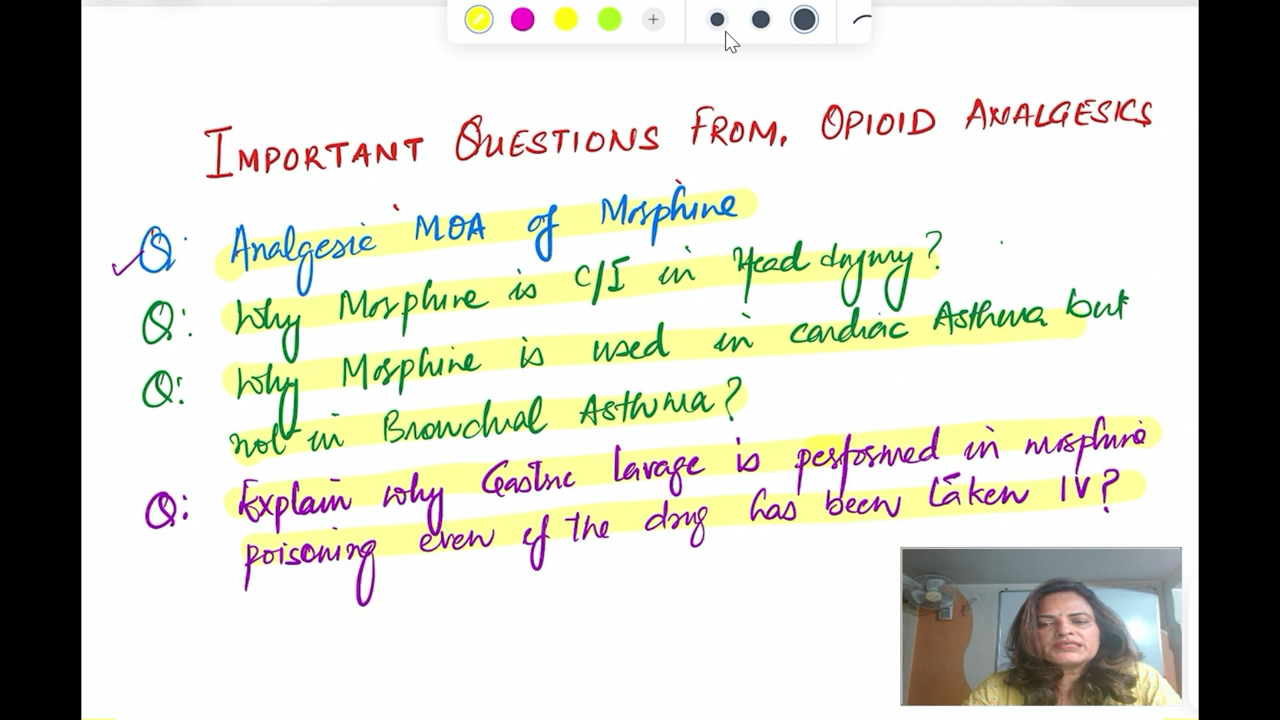 IMPORTANT QUESTIONS FROM. OPIOID ANALGESICS
Q: Analgesic MOA of Morphine
Q: Why Morphine is C/I in Head Injury?
Q: Why Morphine is used in cardiac Asthma but
not in Bronchial Asthma?
Q: Explain why Gastric lavage is performed in morphine
poisoning even if the drug has been taken IV?